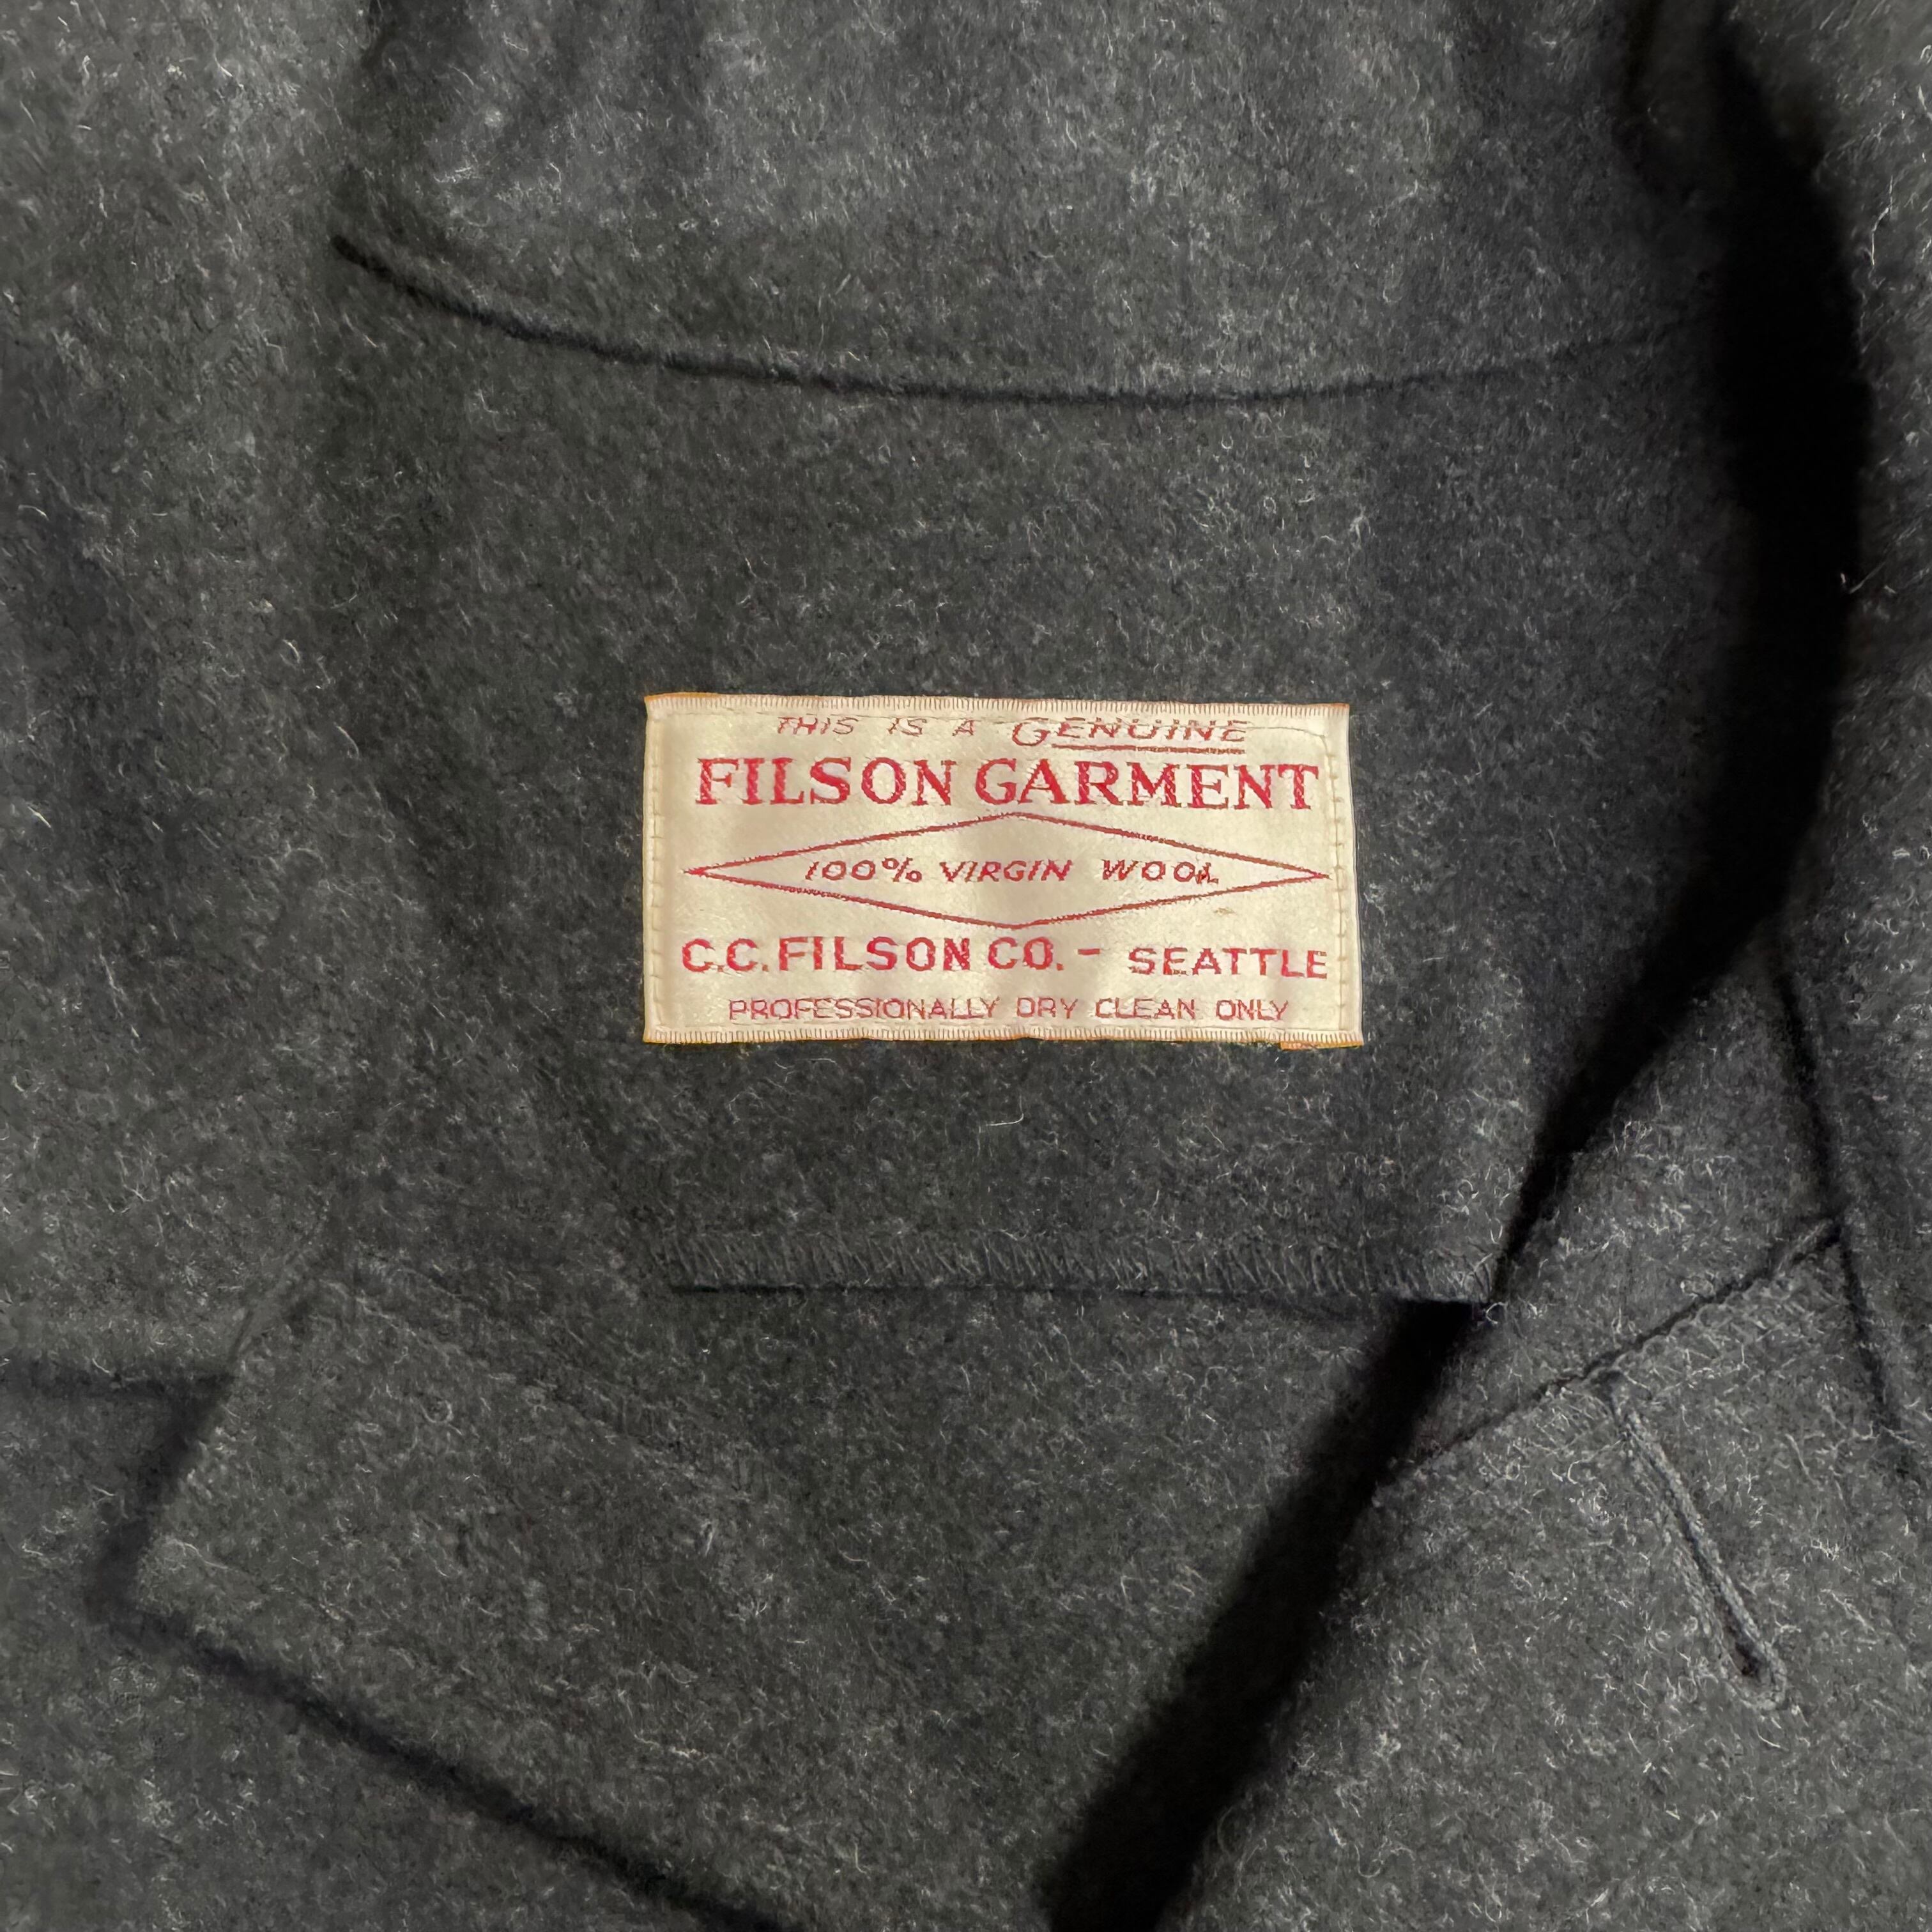 THIS IS A GENUINE
FILSON GARMENT
100% VIRGIN WOOL
C.C. FILSON CO. - SEATTLE
PROFESSIONALLY DRY CLEAN ONLY